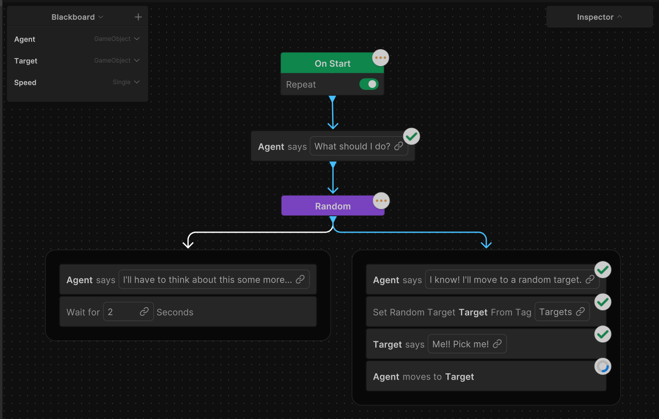 Blackboard
Inspector
Agent GameObject
Target GameObject
Speed Single
On Start
Repeat
Agent says What should I do?
Random
Agent says I'll have to think about this some more...
Wait for 2 Seconds
Agent says I know! I'll move to a random target.
Set Random Target Target From Tag Targets
Target says Me!! Pick me!
Agent moves to Target